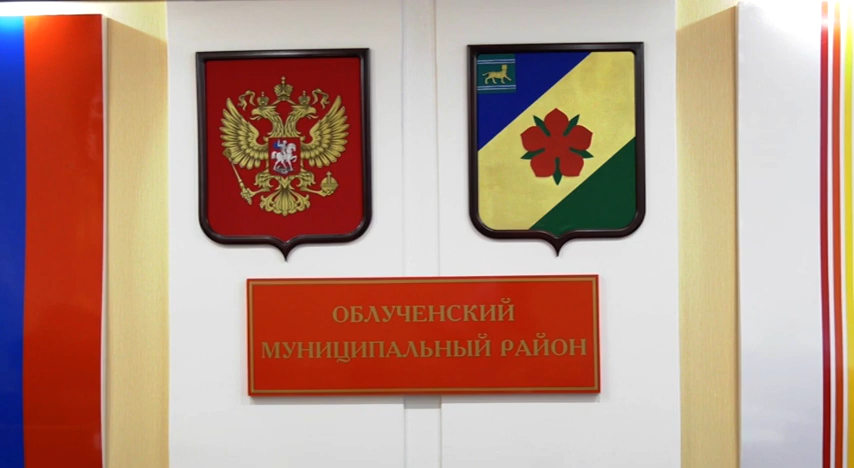 ОБЛУЧЕНСКИЙ
МУНИЦИПАЛЬНЫЙ РАЙОН